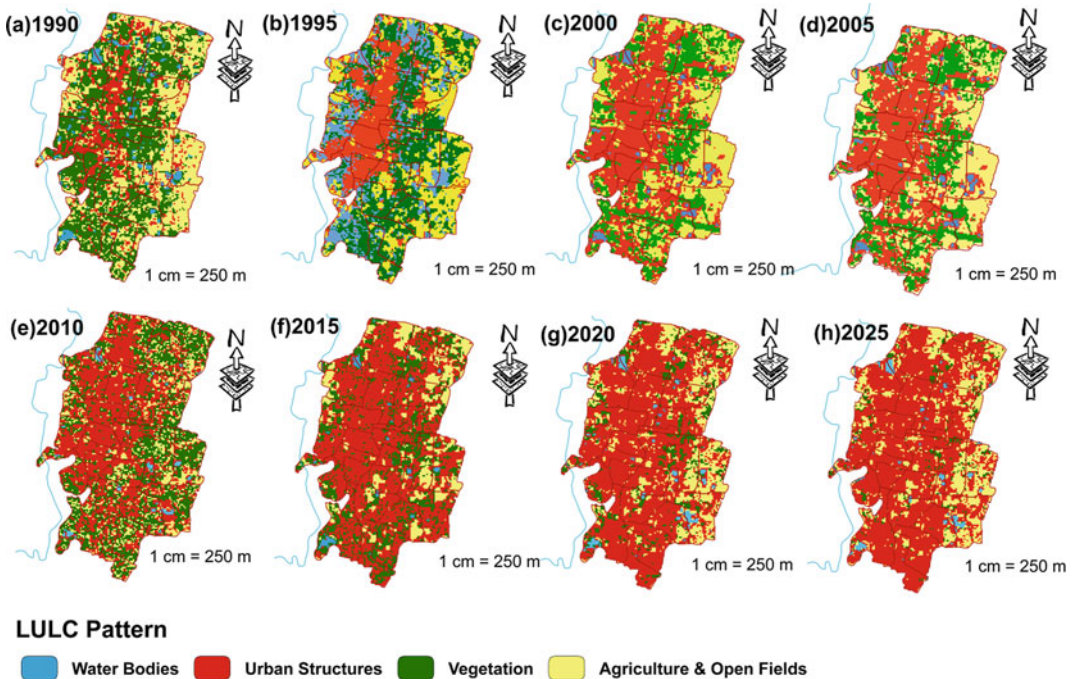 (a)1990
N
(b)1995
N
(c) 2000
N
(d)2005
N
1 cm = 250 m
1 cm = 250 m
1 cm = 250 m
1 cm = 250 m
(e)2010
N
(f)2015
N
(g)2020
N
(h)2025
N
1 cm = 250 m
1 cm = 250 m
1 cm = 250 m
1 cm = 250 m
LULC Pattern
Water Bodies Urban Structures Vegetation Agriculture & Open Fields